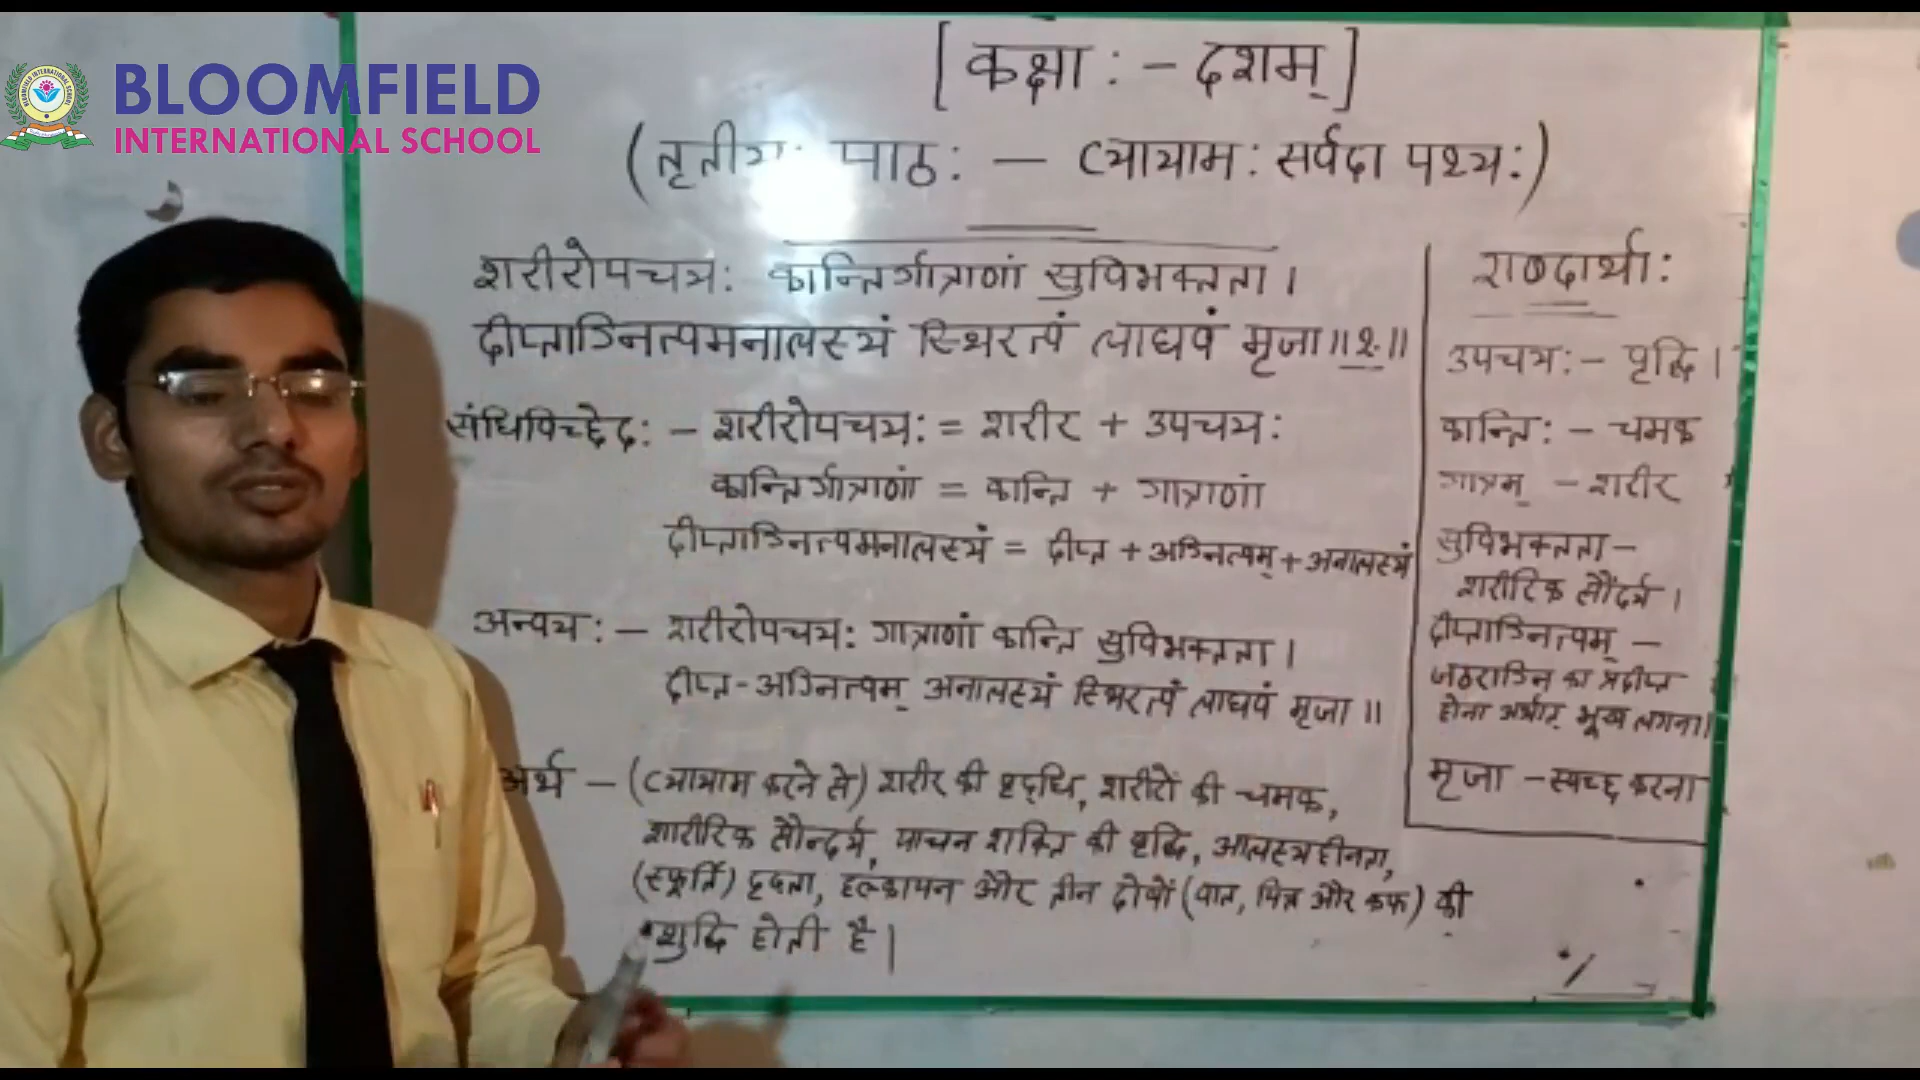 BLOOMFIELD
INTERNATIONAL SCHOOL
[कक्षा : - दशम्]
(तृतीयः पाठः - व्यायामः सर्वदा पथ्यः)
शरीरोपचयः कान्तिर्गात्राणां सुविभक्तता ।
दीप्ताग्नित्वमनालस्यं स्थिरत्वं लाघवं मृजा ॥२॥
संधिविच्छेदः - शरीरोपचयः = शरीर + उपचयः
कान्तिर्गात्राणां = कान्ति + गात्राणां
दीप्ताग्नित्वमनालस्यं = दीप्त + अग्नित्वम् + अनालस्यं
अन्वयः - शरीरोपचयः गात्राणां कान्ति सुविभक्तता ।
दीप्त-अग्नित्वम् अनालस्यं स्थिरत्वं लाघवं मृजा ॥
अर्थ - (व्यायाम करने से) शरीर की वृद्धि, शरीरों की चमक,
शारीरिक सौन्दर्य, पाचन शक्ति की वृद्धि, आलस्यहीनता,
(स्फूर्ति) दृढता, हल्कापन और तीन दोषों (वात, पित्त और कफ) की
शुद्धि होती है |
शब्दार्थाः
उपचयः - वृद्धि ।
कान्तिः - चमक
गात्रम् - शरीर
सुविभक्तता -
शारीरिक सौंदर्य ।
दीप्ताग्नित्वम् -
जठराग्नि का प्रदीप्त
होना अर्थात् भूख लगना।
मृजा - स्वच्छ करना